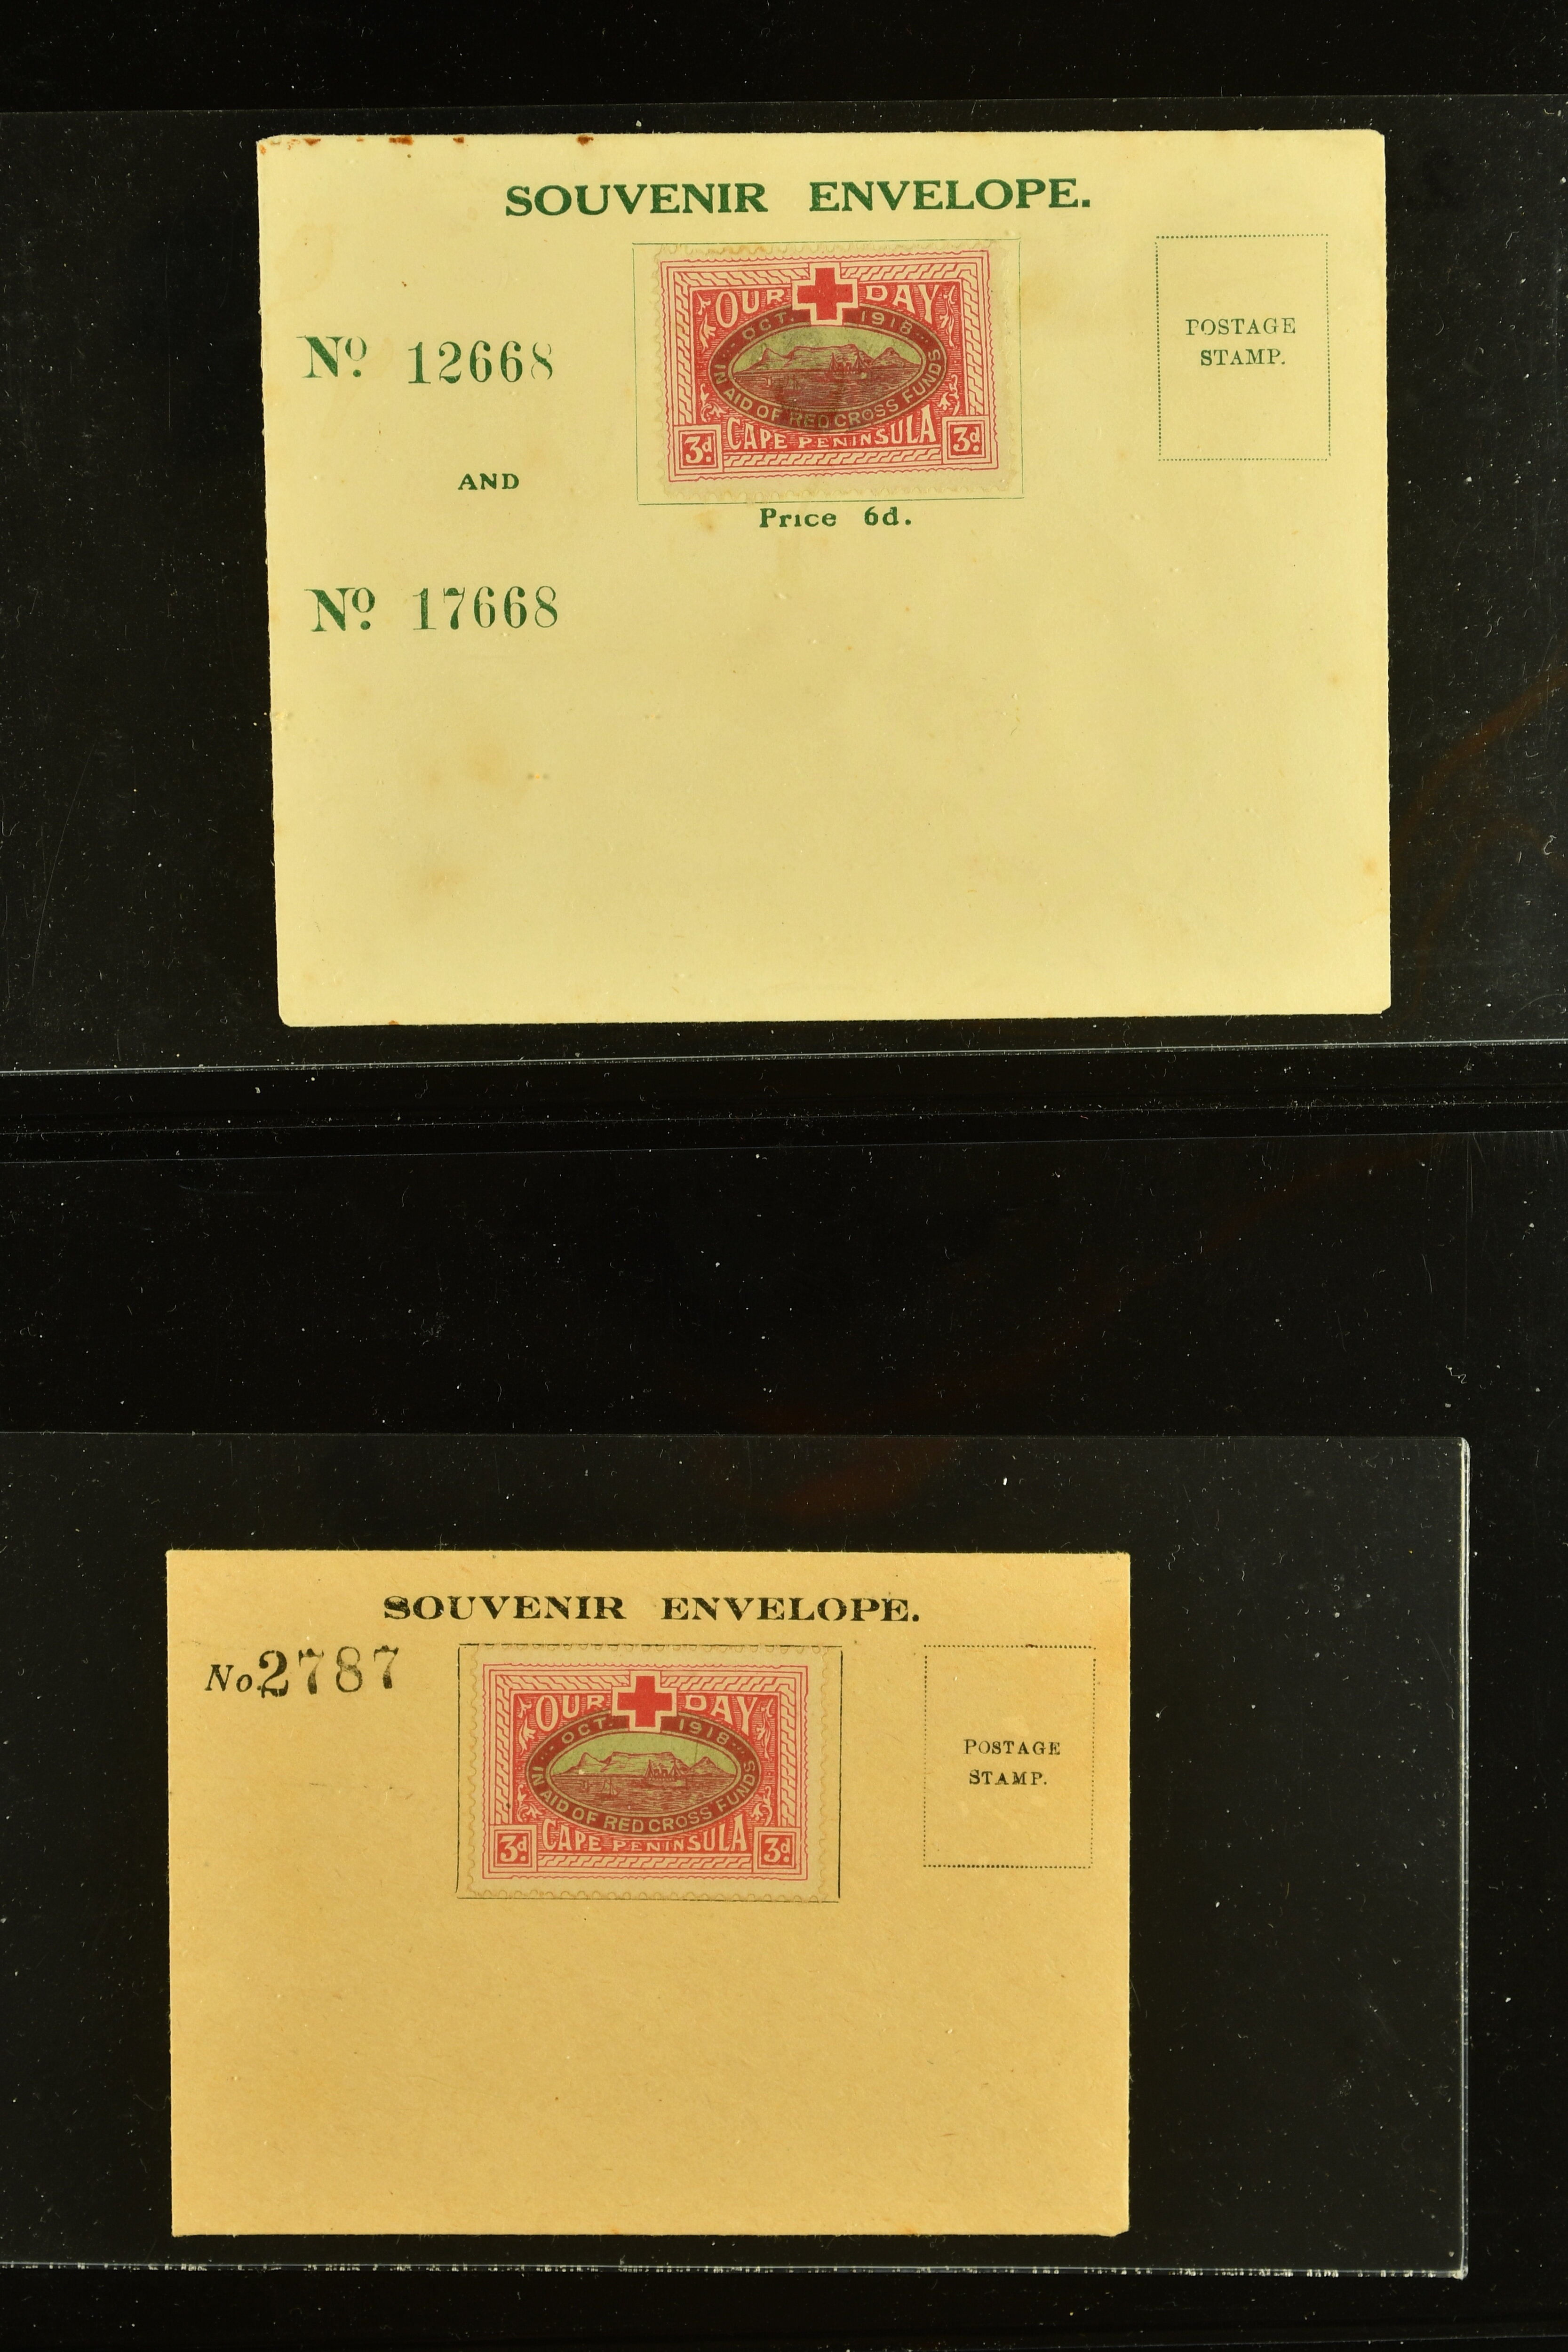 SOUVENIR ENVELOPE.
OUR DAY
OCT. 1918
IN AID OF RED CROSS FUNDS
CAPE PENINSULA
3d. 3d.
POSTAGE
STAMP.
Nº 12668
AND
Price 6d.
Nº 17668
SOUVENIR ENVELOPE.
No. 2787
OUR DAY
OCT. 1918
IN AID OF RED CROSS FUNDS
CAPE PENINSULA
3d. 3d.
POSTAGE
STAMP.